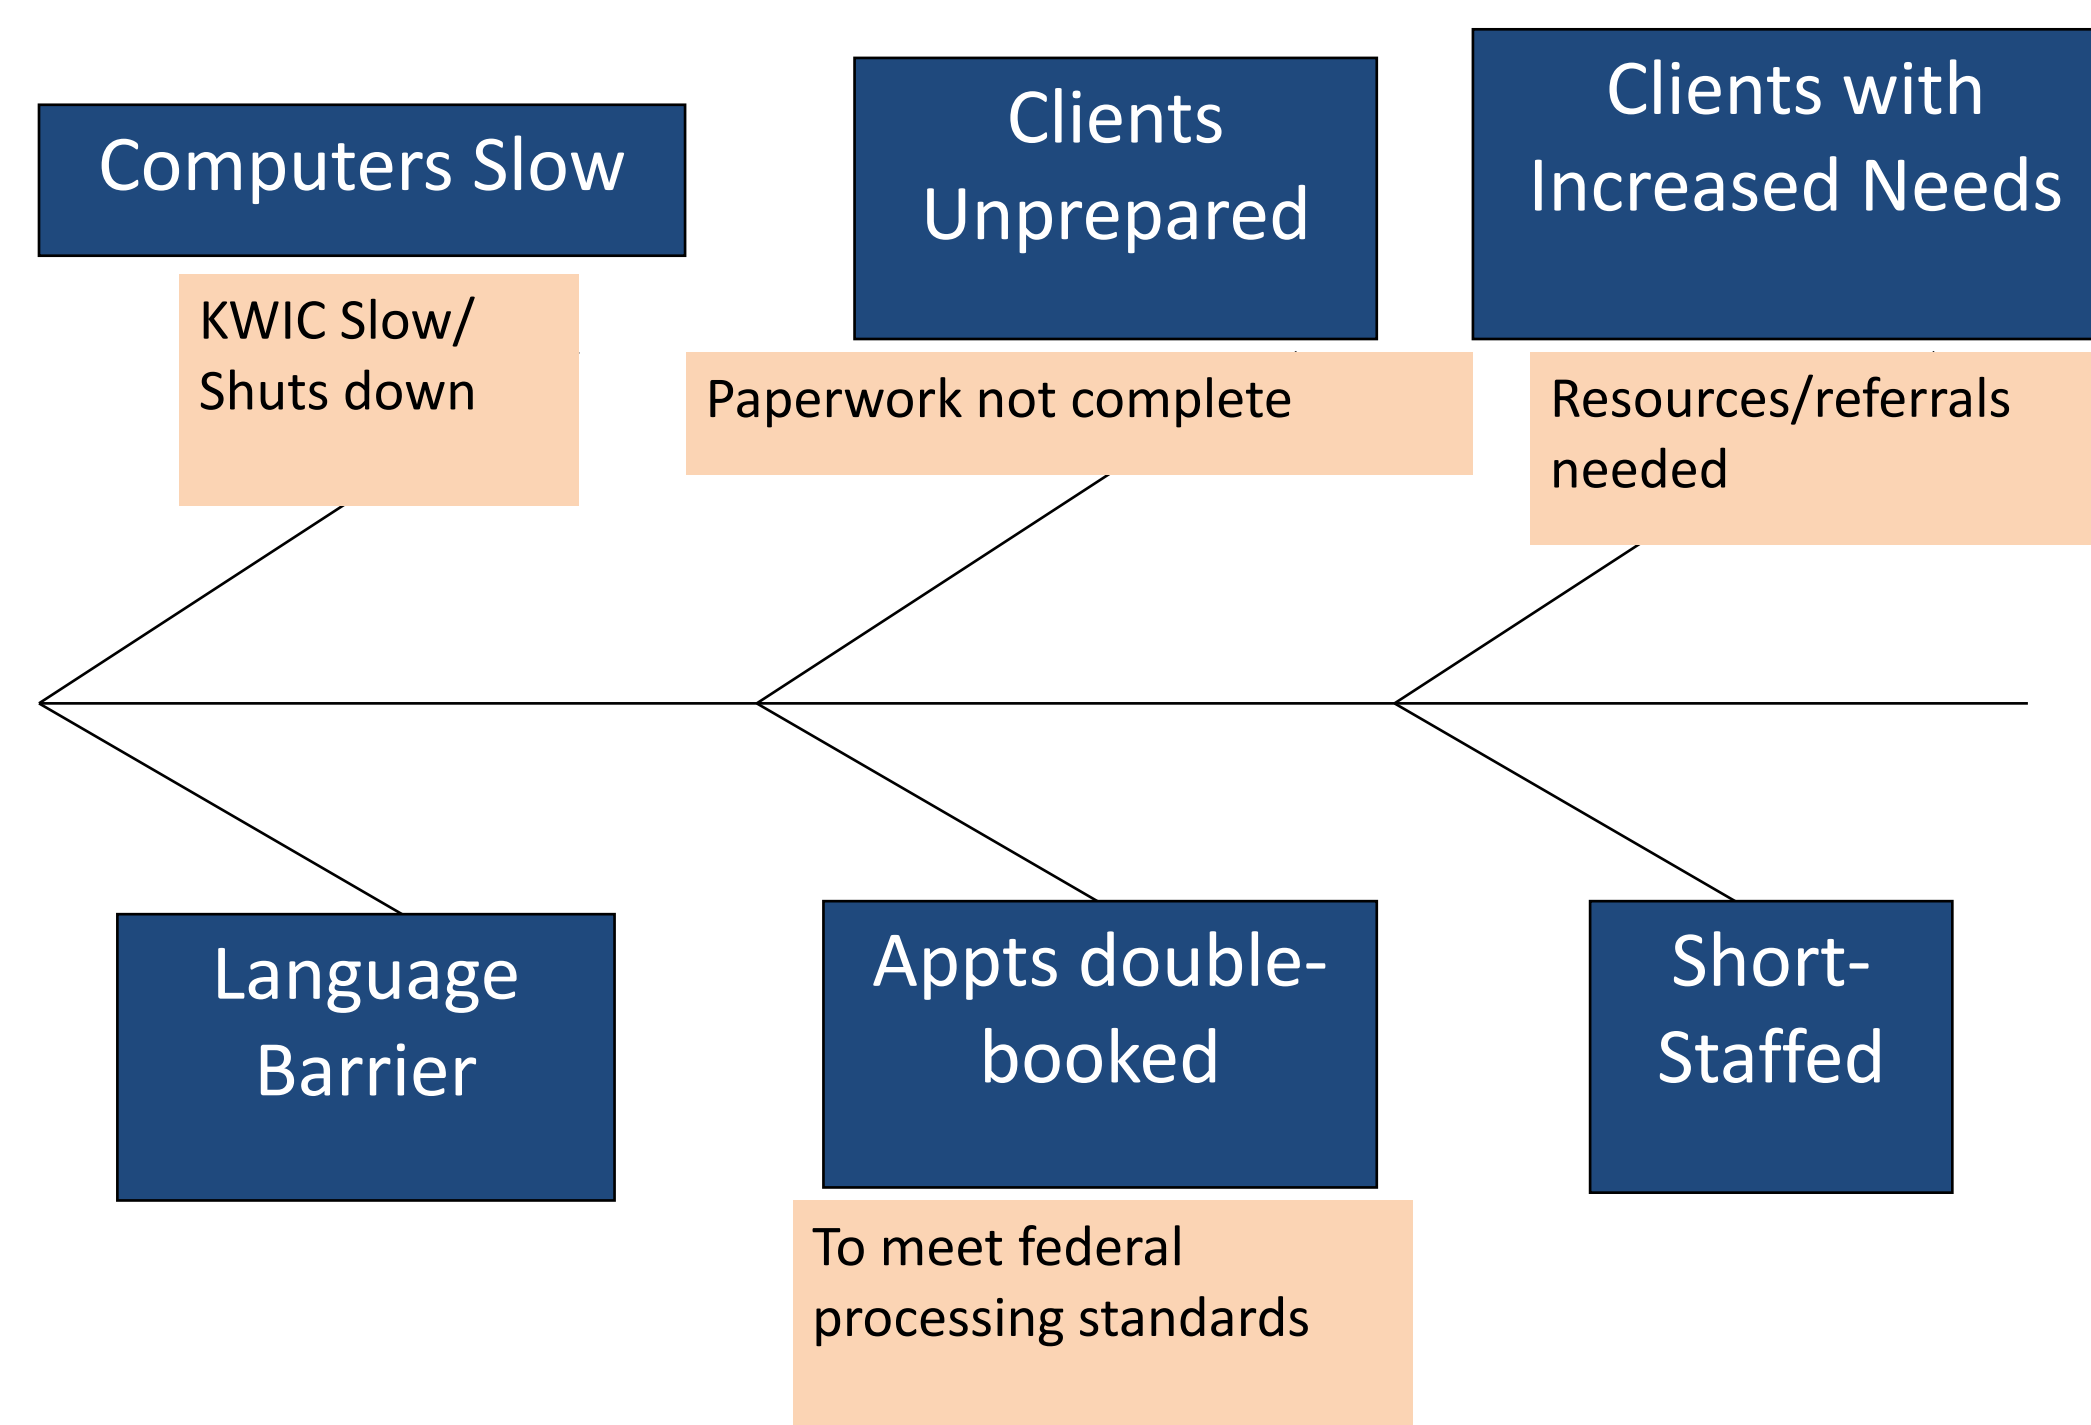 Computers Slow
KWIC Slow/
Shuts down
Clients
Unprepared
Paperwork not complete
Clients with
Increased Needs
Resources/referrals
needed
Language
Barrier
Appts double-
booked
To meet federal
processing standards
Short-
Staffed